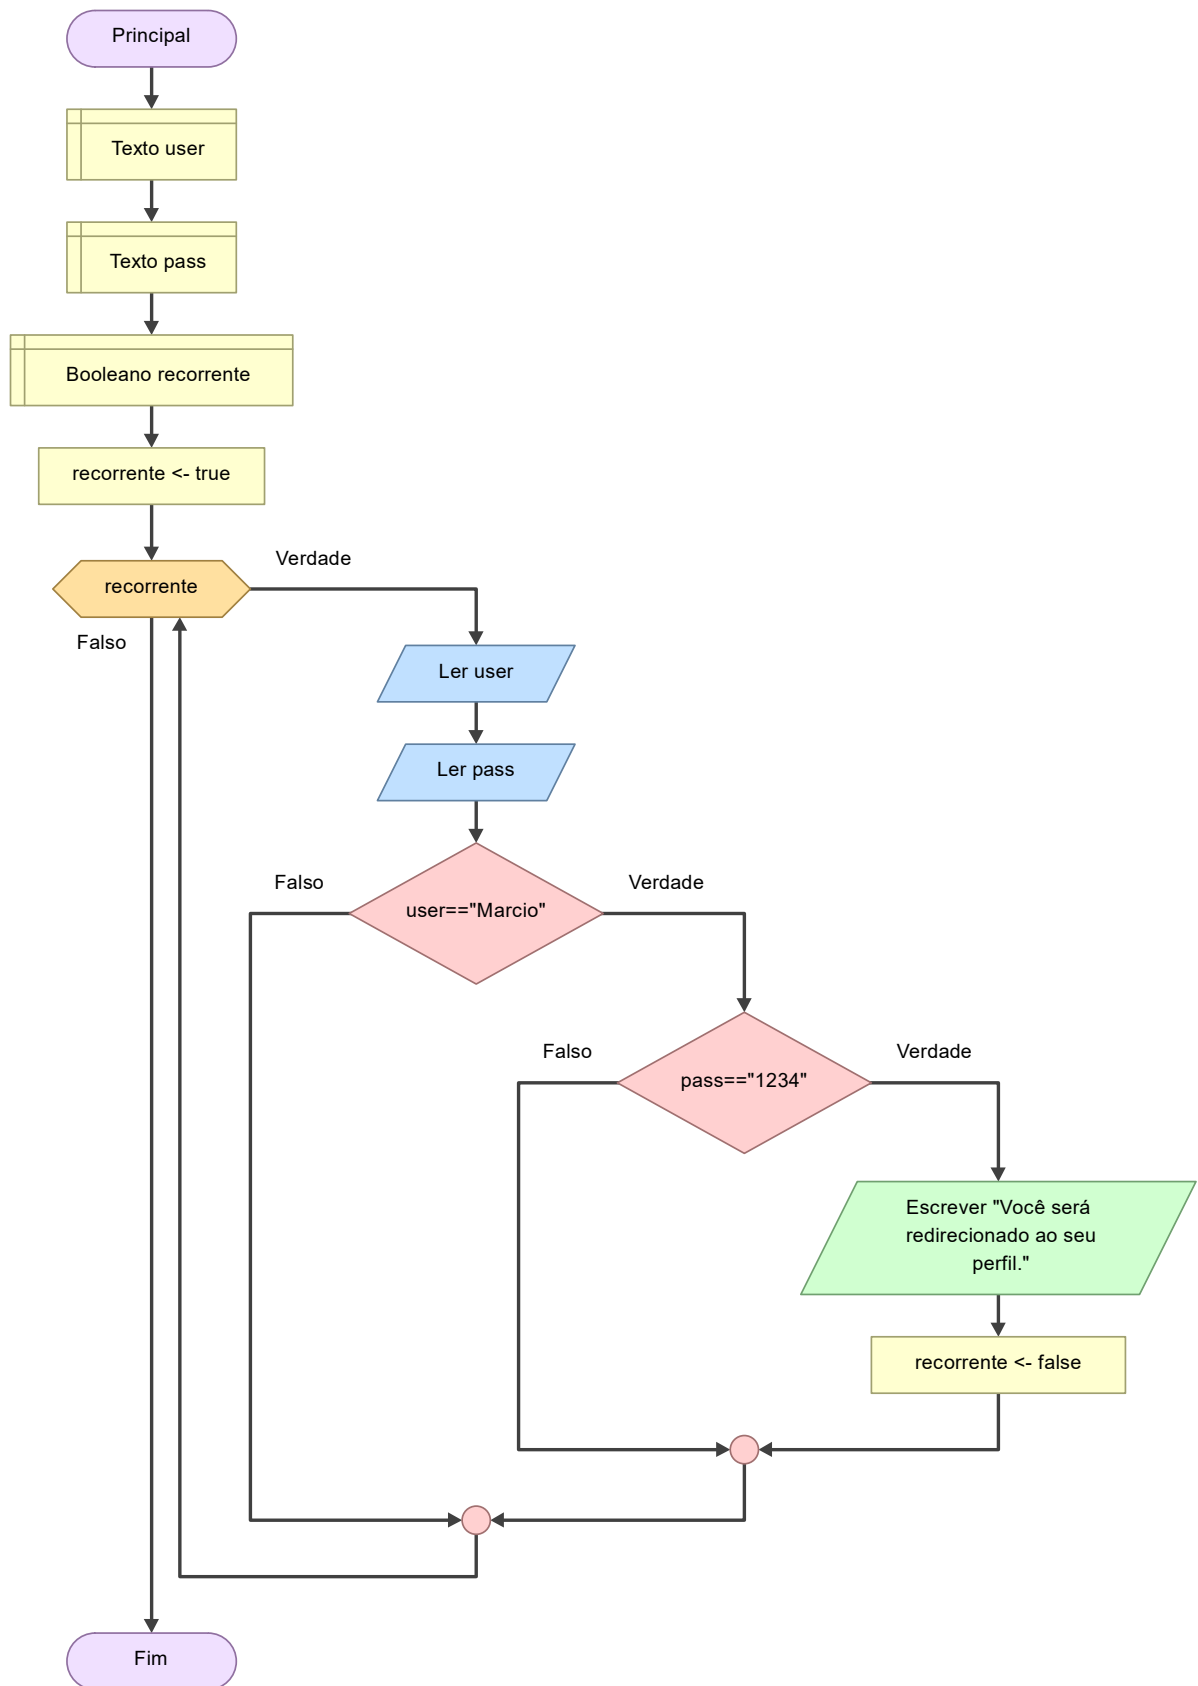 Principal
Texto user
Texto pass
Booleano recorrente
recorrente <- true
recorrente
Verdade
Falso
Ler user
Ler pass
user=="Marcio"
Falso
Verdade
pass=="1234"
Falso
Verdade
Escrever "Você será
redirecionado ao seu
perfil."
recorrente <- false
Fim